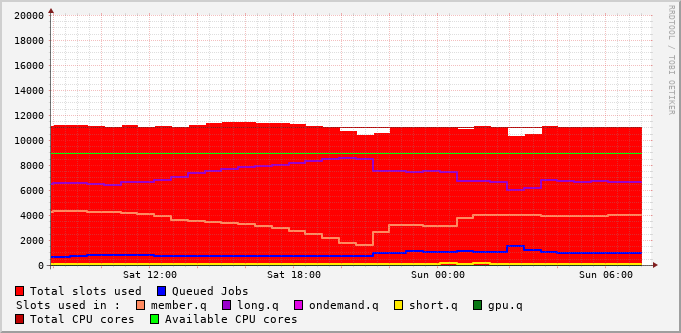 RRDTOOL / TOBI OETIKER
20000
18000
16000
14000
12000
10000
8000
6000
4000
2000
0
Sat 12:00 Sat 18:00 Sun 00:00 Sun 06:00
Total slots used Queued Jobs
Slots used in : member.q long.q ondemand.q short.q gpu.q
Total CPU cores Available CPU cores